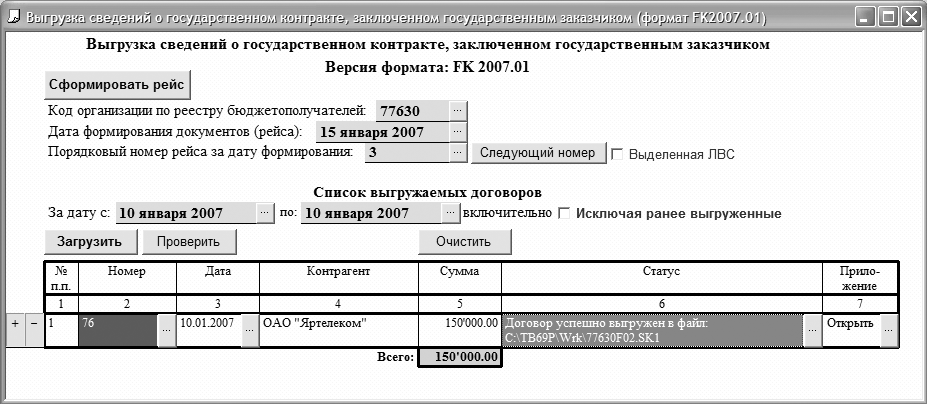 Выгрузка сведений о государственном контракте, заключенном государственным заказчиком (формат FK2007.01)
Выгрузка сведений о государственном контракте, заключенном государственным заказчиком
Версия формата: FK 2007.01
Сформировать рейс
Код организации по реестру бюджетополучателей: 77630 ...
Дата формирования документов (рейса): 15 января 2007 ...
Порядковый номер рейса за дату формирования: 3 ... Следующий номер Выделенная ЛВС
Список выгружаемых договоров
За дату с: 10 января 2007 ... по: 10 января 2007 ... включительно Исключая ранее выгруженные
Загрузить Проверить Очистить
№ п.п. Номер Дата Контрагент Сумма Статус Прило-жение
1 2 3 4 5 6 7
+ − 1 76 ... 10.01.2007 ... ОАО "Яртелеком" 150'000.00 Договор успешно выгружен в файл: ... Открыть ...
C:\TB69P\Wrk\77630F02.SK1
Всего: 150'000.00